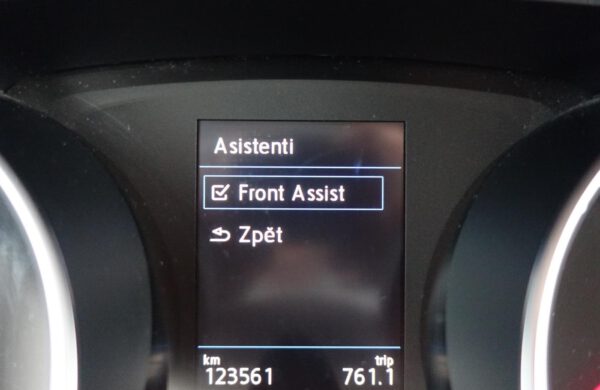 Asistenti
Front Assist
Zpět
km trip
123561 761.1